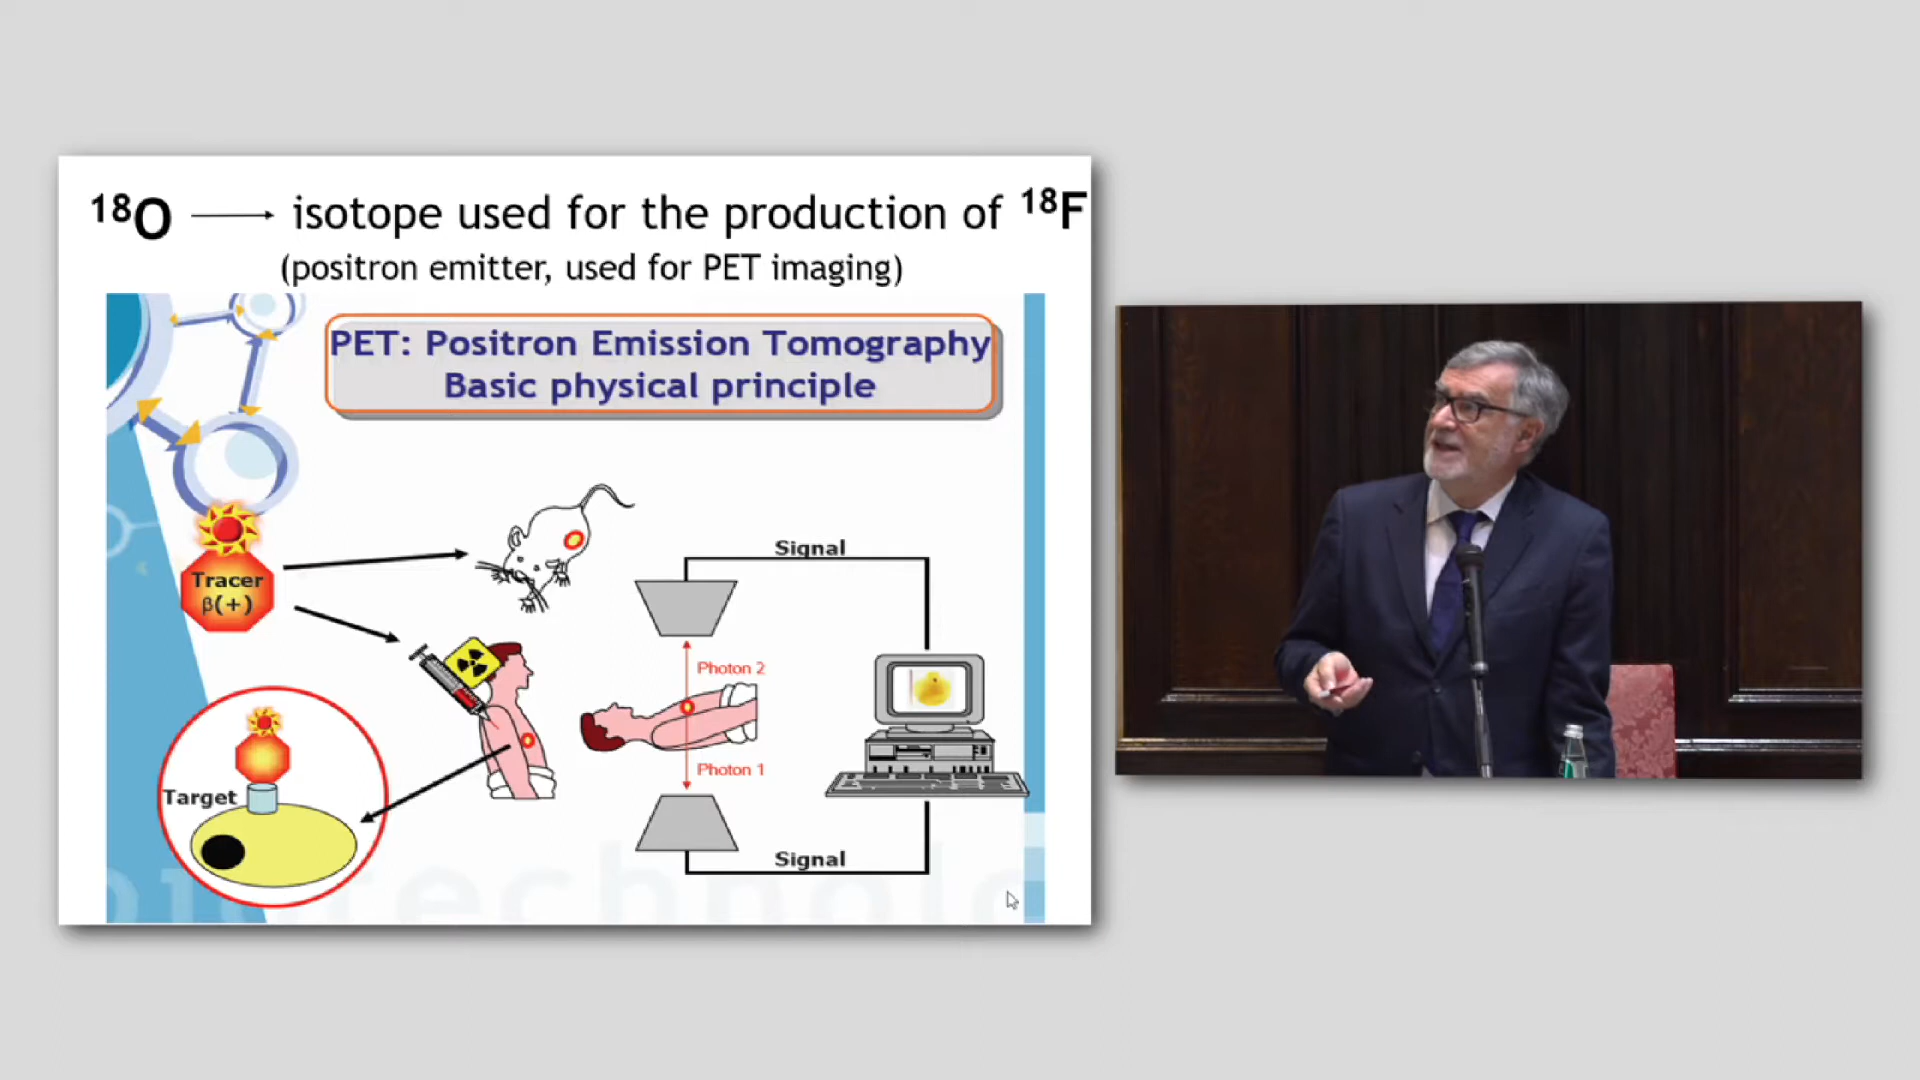 ¹⁸O → isotope used for the production of ¹⁸F
(positron emitter, used for PET imaging)
PET: Positron Emission Tomography
Basic physical principle
Tracer
β(+)
Target
Signal
Photon 2
Photon 1
Signal